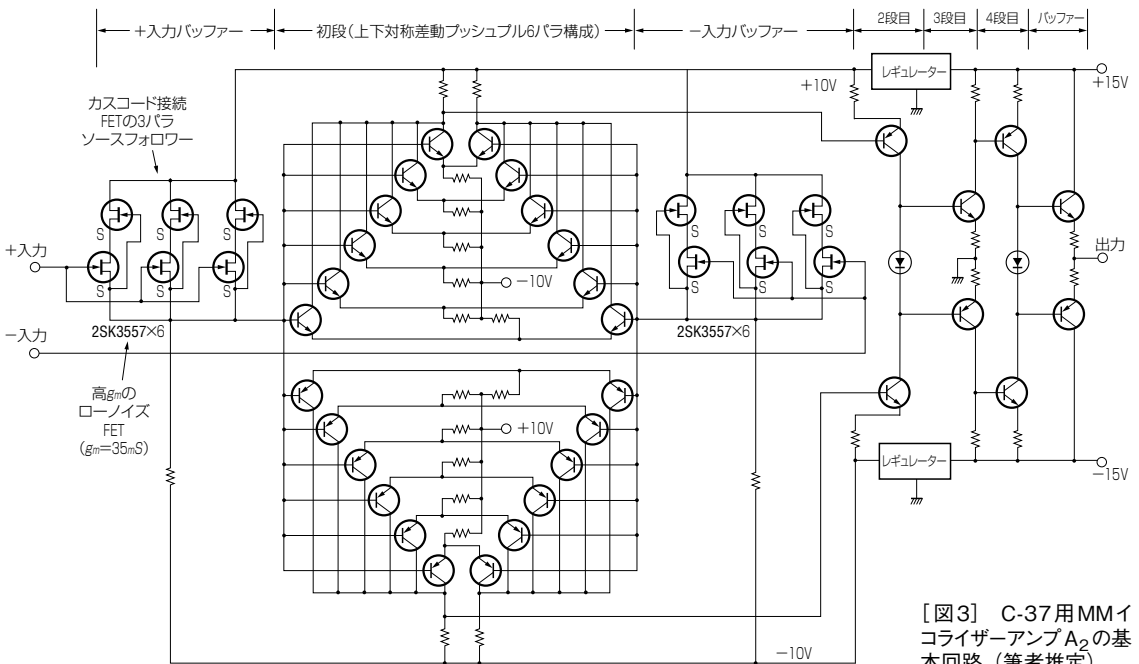 +入力バッファー
初段(上下対称差動プッシュプル6パラ構成)
−入力バッファー
2段目
3段目
4段目
バッファー
カスコード接続
FETの3パラ
ソースフォロワー
+10V
レギュレーター
+15V
S
S
S
S
S
S
S
S
S
S
S
S
+入力
−10V
出力
2SK3557×6
2SK3557×6
−入力
高gmの
ローノイズ
FET
(gm=35mS)
+10V
レギュレーター
−15V
−10V
[図3] C-37用MMイ
コライザーアンプA2の基
本回路(筆者推定)